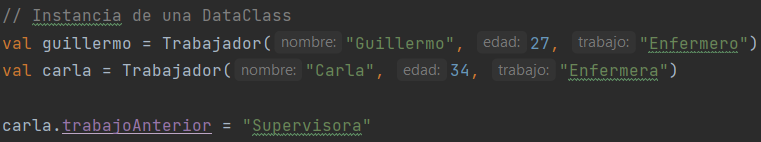 // Instancia de una DataClass
val guillermo = Trabajador( nombre: "Guillermo", edad: 27, trabajo: "Enfermero")
val carla = Trabajador( nombre: "Carla", edad: 34, trabajo: "Enfermera")
carla.trabajoAnterior = "Supervisora"